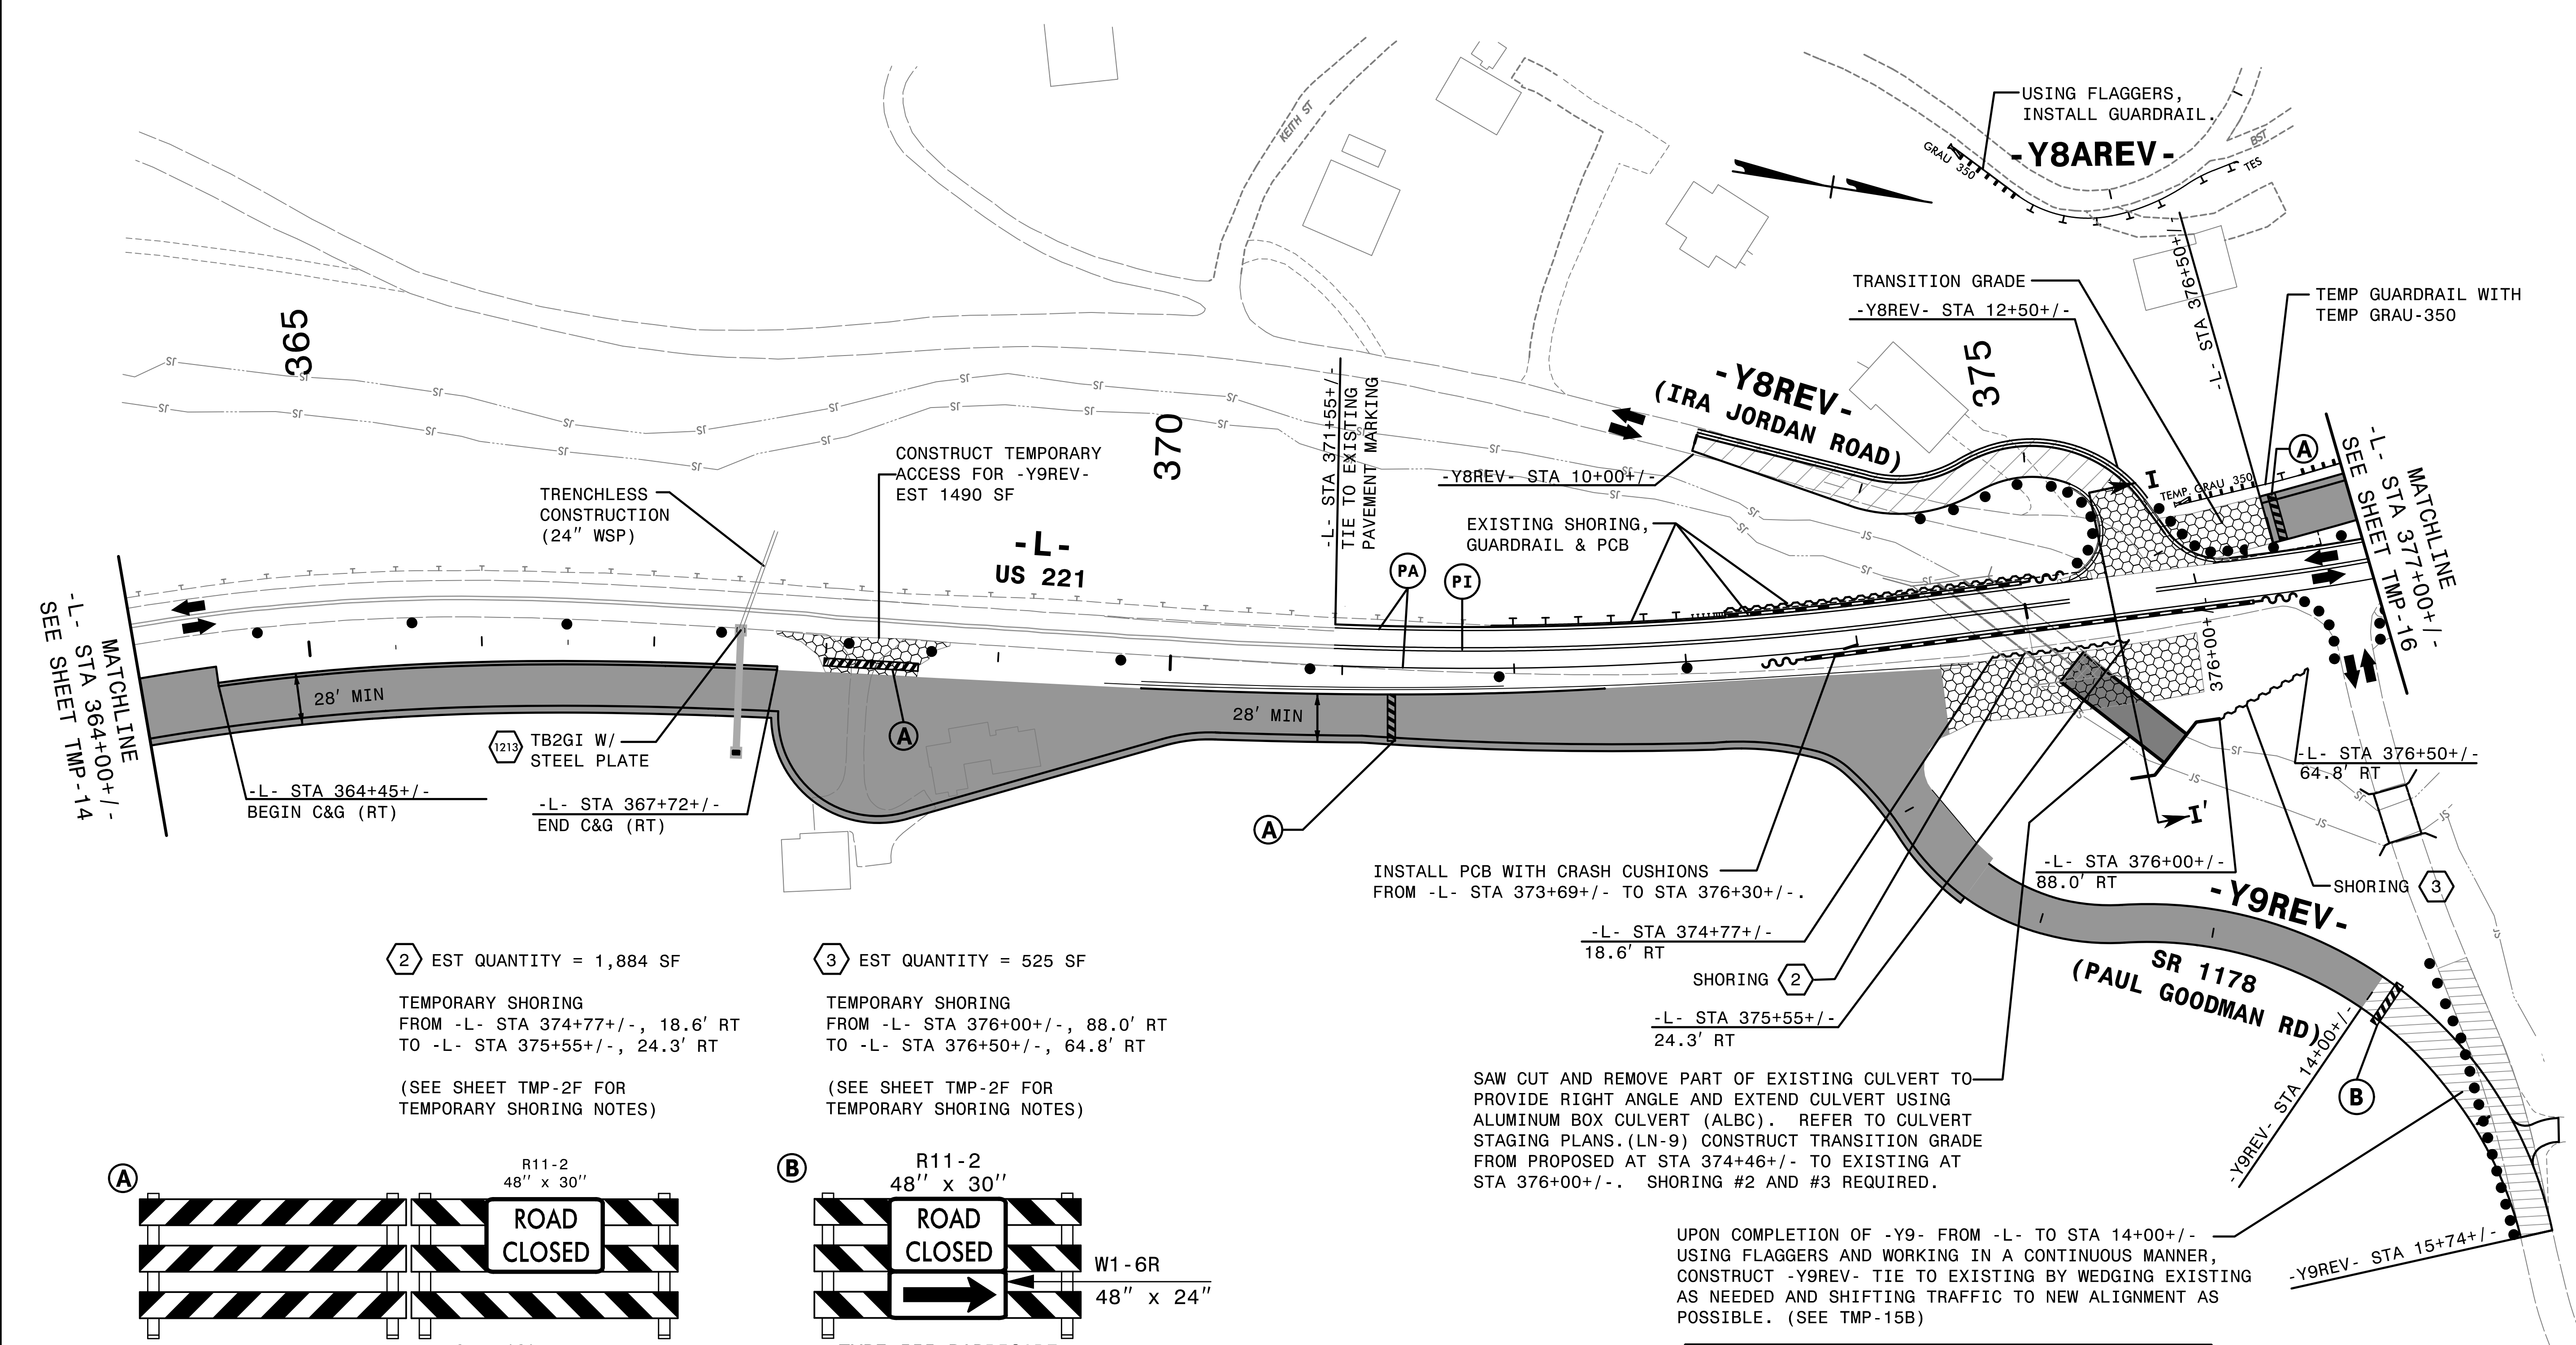 KEITH ST
USING FLAGGERS,
INSTALL GUARDRAIL.
-Y8AREV-
GRAU 350
BST
TES
365
370
375
TRANSITION GRADE
-Y8REV- STA 12+50+/-
-L- STA 376+50+/-
TEMP GUARDRAIL WITH
TEMP GRAU-350
A
-Y8REV-
(IRA JORDAN ROAD)
-Y8REV- STA 10+00+/-
I
TEMP. GRAU 350
MATCHLINE
-L- STA 377+00+/-
SEE SHEET TMP-16
-L- STA 371+55+/-
TIE TO EXISTING
PAVEMENT MARKING
CONSTRUCT TEMPORARY
ACCESS FOR -Y9REV-
EST 1490 SF
TRENCHLESS
CONSTRUCTION
(24" WSP)
-L-
US 221
EXISTING SHORING,
GUARDRAIL & PCB
PA
PI
JS
MATCHLINE
-L- STA 364+00+/-
SEE SHEET TMP-14
28' MIN
1213
TB2GI W/
STEEL PLATE
A
28' MIN
A
376+00
-L- STA 364+45+/-
BEGIN C&G (RT)
-L- STA 367+72+/-
END C&G (RT)
-L- STA 376+50+/-
64.8' RT
I'
-L- STA 376+00+/-
88.0' RT
SHORING 3
INSTALL PCB WITH CRASH CUSHIONS
FROM -L- STA 373+69+/- TO STA 376+30+/-.
-L- STA 374+77+/-
18.6' RT
SHORING 2
-L- STA 375+55+/-
24.3' RT
-Y9REV-
SR 1178
(PAUL GOODMAN RD)
-Y9REV- STA 14+00+/-
B
2 EST QUANTITY = 1,884 SF
TEMPORARY SHORING
FROM -L- STA 374+77+/-, 18.6' RT
TO -L- STA 375+55+/-, 24.3' RT
(SEE SHEET TMP-2F FOR
TEMPORARY SHORING NOTES)
3 EST QUANTITY = 525 SF
TEMPORARY SHORING
FROM -L- STA 376+00+/-, 88.0' RT
TO -L- STA 376+50+/-, 64.8' RT
(SEE SHEET TMP-2F FOR
TEMPORARY SHORING NOTES)
SAW CUT AND REMOVE PART OF EXISTING CULVERT TO
PROVIDE RIGHT ANGLE AND EXTEND CULVERT USING
ALUMINUM BOX CULVERT (ALBC). REFER TO CULVERT
STAGING PLANS.(LN-9) CONSTRUCT TRANSITION GRADE
FROM PROPOSED AT STA 374+46+/- TO EXISTING AT
STA 376+00+/-. SHORING #2 AND #3 REQUIRED.
UPON COMPLETION OF -Y9- FROM -L- TO STA 14+00+/-
USING FLAGGERS AND WORKING IN A CONTINUOUS MANNER,
CONSTRUCT -Y9REV- TIE TO EXISTING BY WEDGING EXISTING
AS NEEDED AND SHIFTING TRAFFIC TO NEW ALIGNMENT AS
POSSIBLE. (SEE TMP-15B)
-Y9REV- STA 15+74+/-
A
R11-2
48" x 30"
ROAD
CLOSED
B
R11-2
48" x 30"
ROAD
CLOSED
W1-6R
48" x 24"